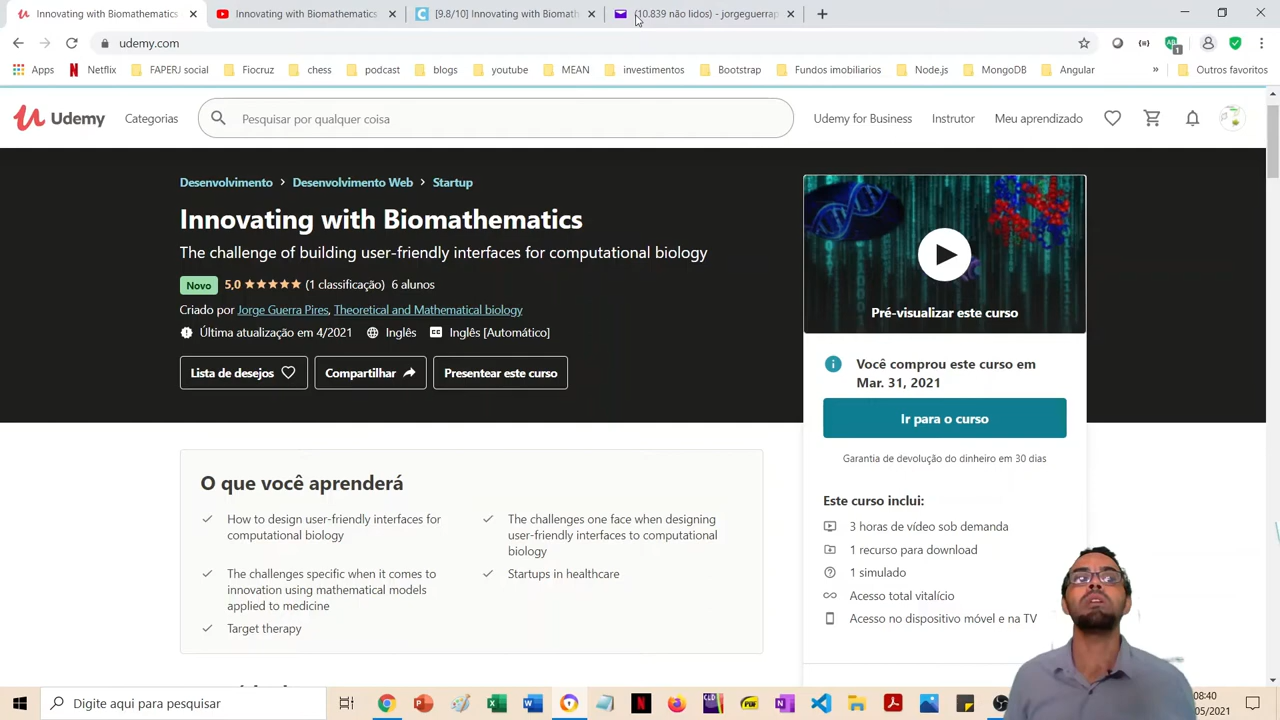 Innovating with Biomathematics
Innovating with Biomathematics
[9.8/10] Innovating with Biomath
(10.839 não lidos) - jorgeguerrap
udemy.com
Apps
Netflix
FAPERJ social
Fiocruz
chess
podcast
blogs
youtube
MEAN
investimentos
Bootstrap
Fundos imobiliarios
Node.js
MongoDB
Angular
»
Outros favoritos
Udemy
Categorias
Pesquisar por qualquer coisa
Udemy for Business
Instrutor
Meu aprendizado
Desenvolvimento > Desenvolvimento Web > Startup
Innovating with Biomathematics
The challenge of building user-friendly interfaces for computational biology
Novo 5,0 (1 classificação) 6 alunos
Criado por Jorge Guerra Pires, Theoretical and Mathematical biology
Última atualização em 4/2021 Inglês Inglês [Automático]
Lista de desejos
Compartilhar
Presentear este curso
Pré-visualizar este curso
Você comprou este curso em
Mar. 31, 2021
Ir para o curso
Garantia de devolução do dinheiro em 30 dias
Este curso inclui:
3 horas de vídeo sob demanda
1 recurso para download
1 simulado
Acesso total vitalício
Acesso no dispositivo móvel e na TV
O que você aprenderá
How to design user-friendly interfaces for
computational biology
The challenges one face when designing
user-friendly interfaces to computational
biology
The challenges specific when it comes to
innovation using mathematical models
applied to medicine
Startups in healthcare
Target therapy
Digite aqui para pesquisar
08:40
/05/2021